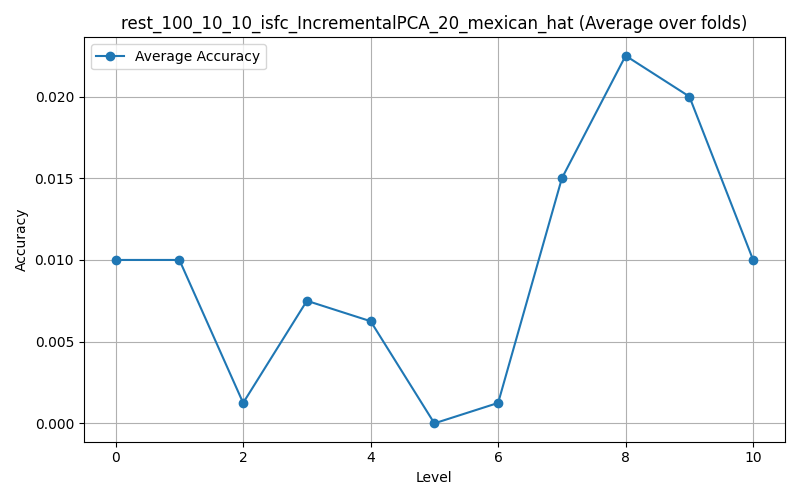 rest_100_10_10_isfc_IncrementalPCA_20_mexican_hat (Average over folds)
Average Accuracy
0.020
0.015
0.010
0.005
0.000
Accuracy
0 2 4 6 8 10
Level